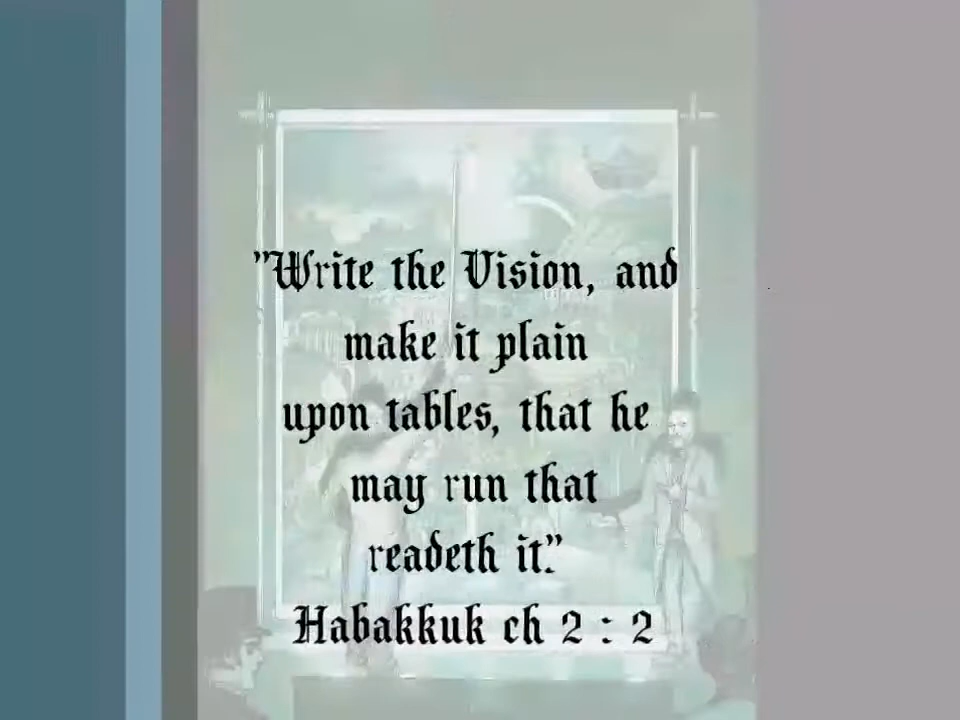 "Write the Vision, and
make it plain
upon tables, that he
may run that
readeth it."
Habakkuk ch 2 : 2